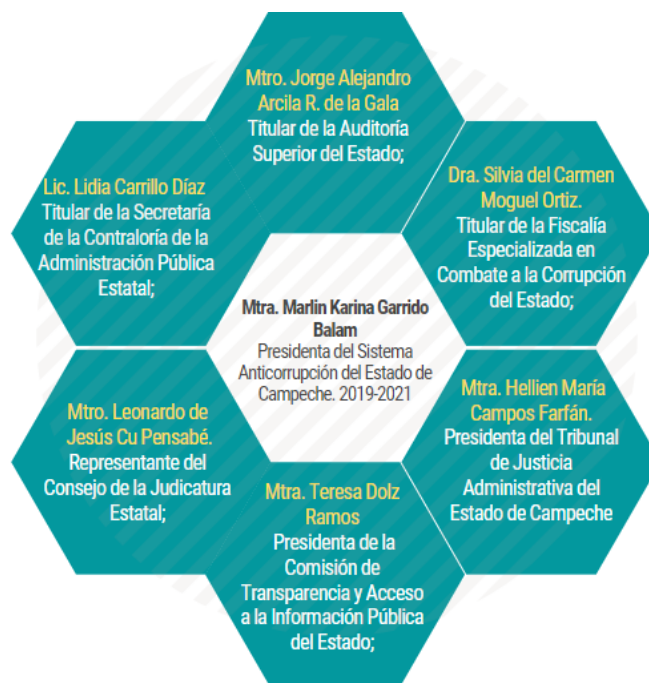 Mtro. Jorge Alejandro
Arcila R. de la Gala
Titular de la Auditoría
Superior del Estado;
Lic. Lidia Carrillo Díaz
Titular de la Secretaría
de la Contraloría de la
Administración Pública
Estatal;
Dra. Silvia del Carmen
Moguel Ortiz.
Titular de la Fiscalía
Especializada en
Combate a la Corrupción
del Estado;
Mtra. Marlin Karina Garrido
Balam
Presidenta del Sistema
Anticorrupción del Estado de
Campeche. 2019-2021
Mtro. Leonardo de
Jesús Cu Pensabé.
Representante del
Consejo de la Judicatura
Estatal;
Mtra. Hellien María
Campos Farfán.
Presidenta del Tribunal
de Justicia
Administrativa del
Estado de Campeche
Mtra. Teresa Dolz
Ramos
Presidenta de la
Comisión de
Transparencia y Acceso
a la Información Pública
del Estado;